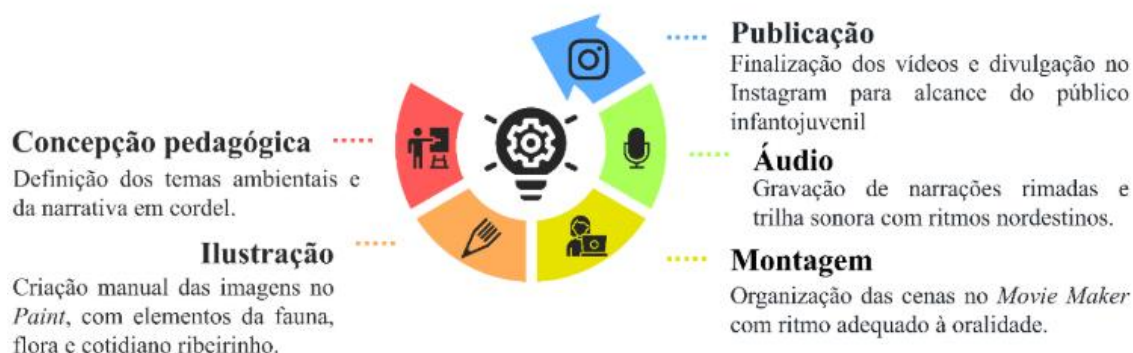 Concepção pedagógica
Definição dos temas ambientais e
da narrativa em cordel.
Ilustração
Criação manual das imagens no
Paint, com elementos da fauna,
flora e cotidiano ribeirinho.
Publicação
Finalização dos vídeos e divulgação no
Instagram para alcance do público
infantojuvenil
Áudio
Gravação de narrações rimadas e
trilha sonora com ritmos nordestinos.
Montagem
Organização das cenas no Movie Maker
com ritmo adequado à oralidade.